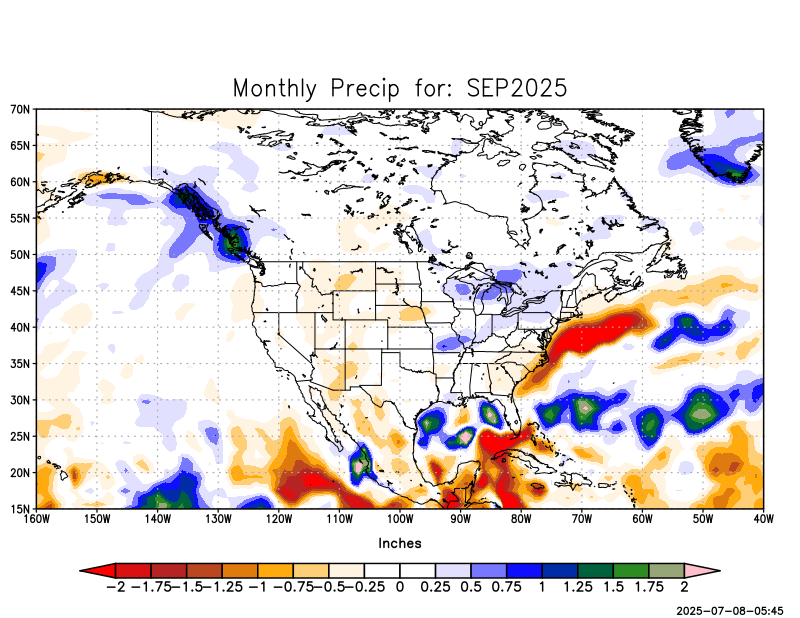 Monthly Precip for: SEP2025
70N
65N
60N
55N
50N
45N
40N
35N
30N
25N
20N
15N
160W 150W 140W 130W 120W 110W 100W 90W 80W 70W 60W 50W 40W
Inches
−2 −1.75 −1.5 −1.25 −1 −0.75 −0.5 −0.25 0 0.25 0.5 0.75 1 1.25 1.5 1.75 2
2025-07-08-05:45